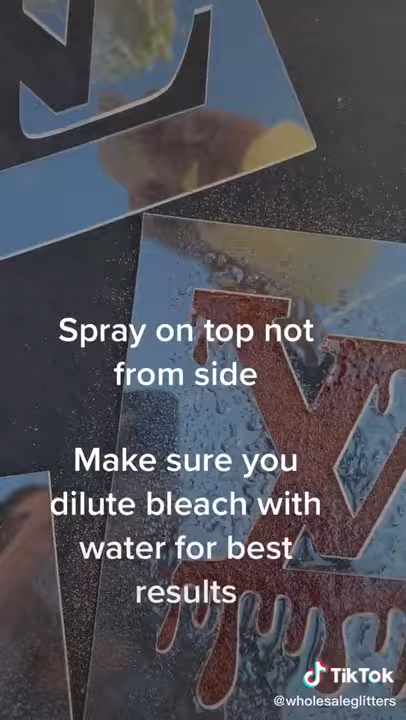 Spray on top not
from side
Make sure you
dilute bleach with
water for best
results
TikTok
@wholesaleglitters